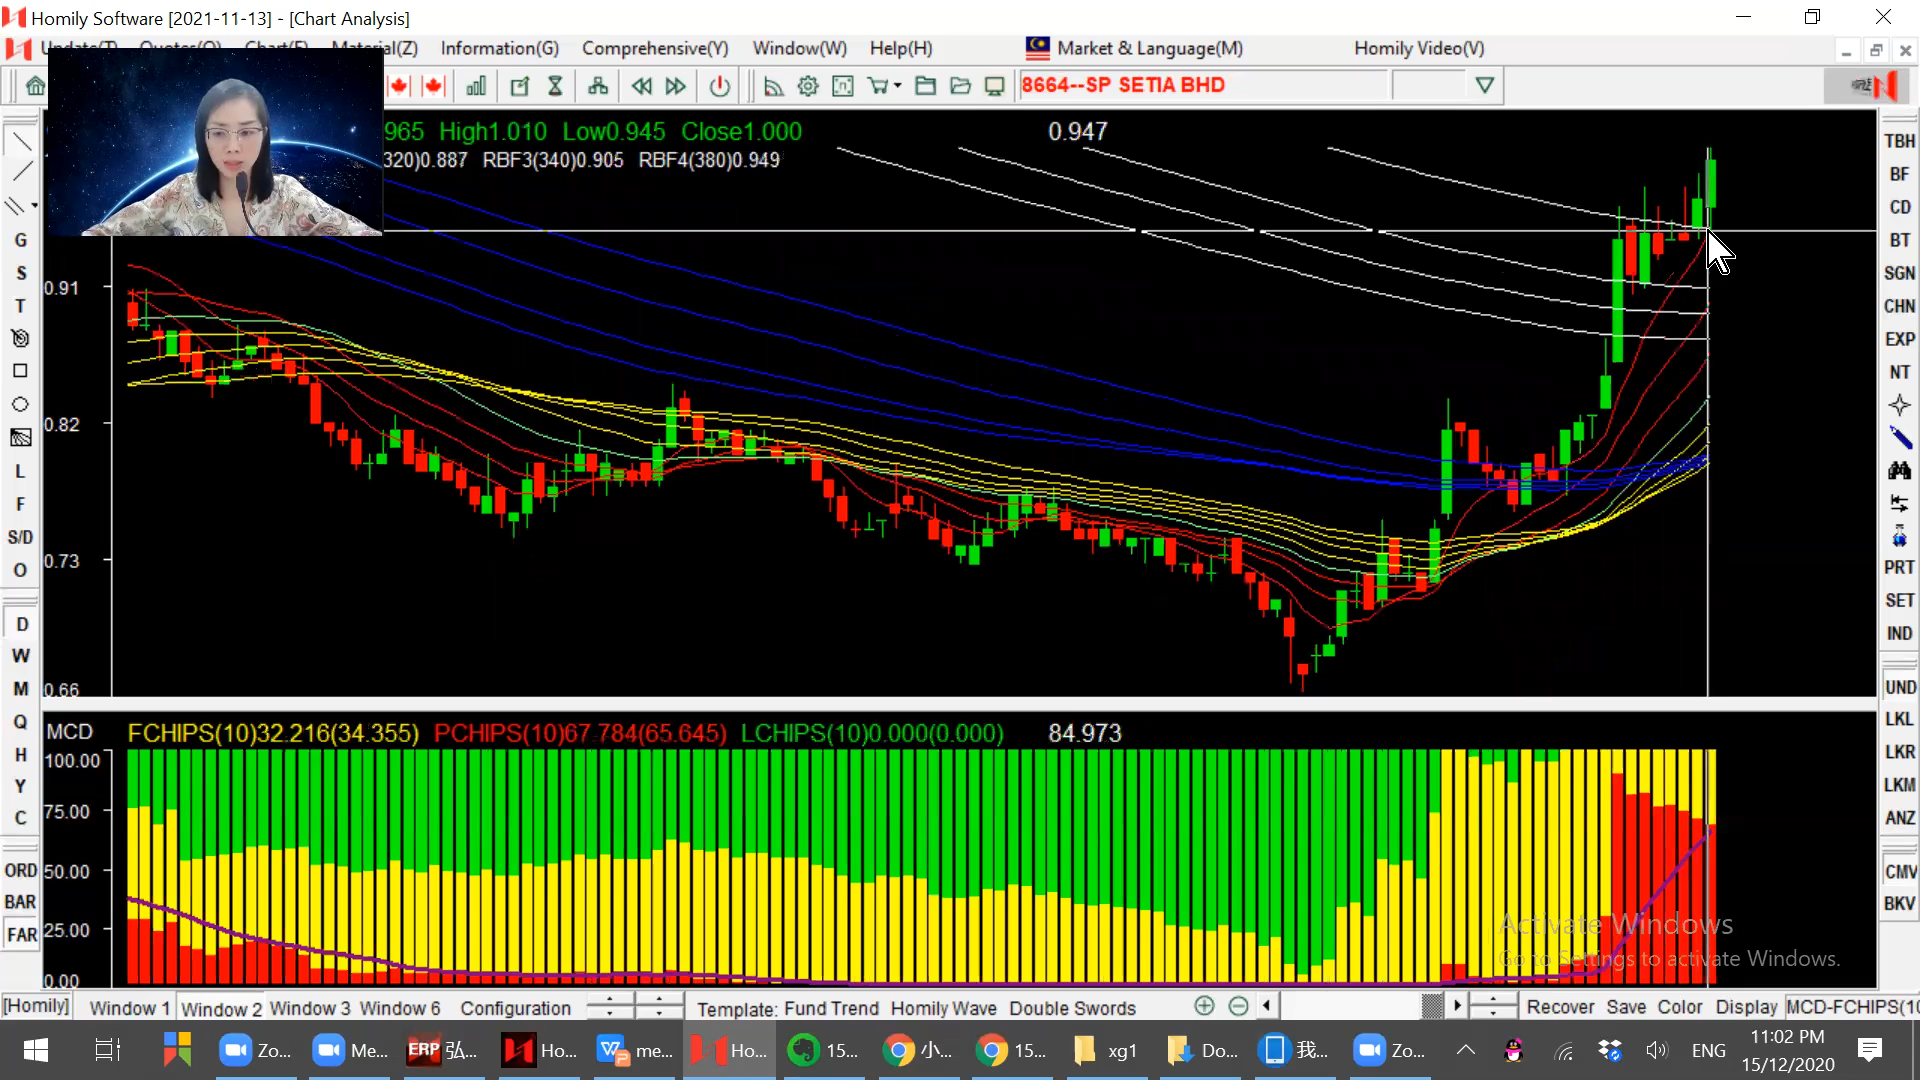 Homily Software [2021-11-13] - [Chart Analysis]
Information(G) Comprehensive(Y) Window(W) Help(H) Market & Language(M) Homily Video(V)
8664--SP SETIA BHD
965 High1.010 Low0.945 Close1.000 0.947
320)0.887 RBF3(340)0.905 RBF4(380)0.949
0.91
0.82
0.73
0.66
MCD FCHIPS(10)32.216(34.355) PCHIPS(10)67.784(65.645) LCHIPS(10)0.000(0.000) 84.973
100.00
75.00
50.00
25.00
0.00
G
S
T
L
F
S/D
O
D
W
M
Q
H
Y
C
ORD
BAR
FAR
TBH
BF
CD
BT
SGN
CHN
EXP
NT
PRT
SET
IND
UND
LKL
LKR
LKM
ANZ
CMV
BKV
Activate Windows
Go to Settings to activate Windows.
[Homily] Window 1 Window 2 Window 3 Window 6 Configuration Template: Fund Trend Homily Wave Double Swords Recover Save Color Display MCD-FCHIPS(10
Zo... Me... ERP 弘... Ho... me... Ho... 15... 小... 15... xg1 Do... 我... Zo... ENG
11:02 PM
15/12/2020